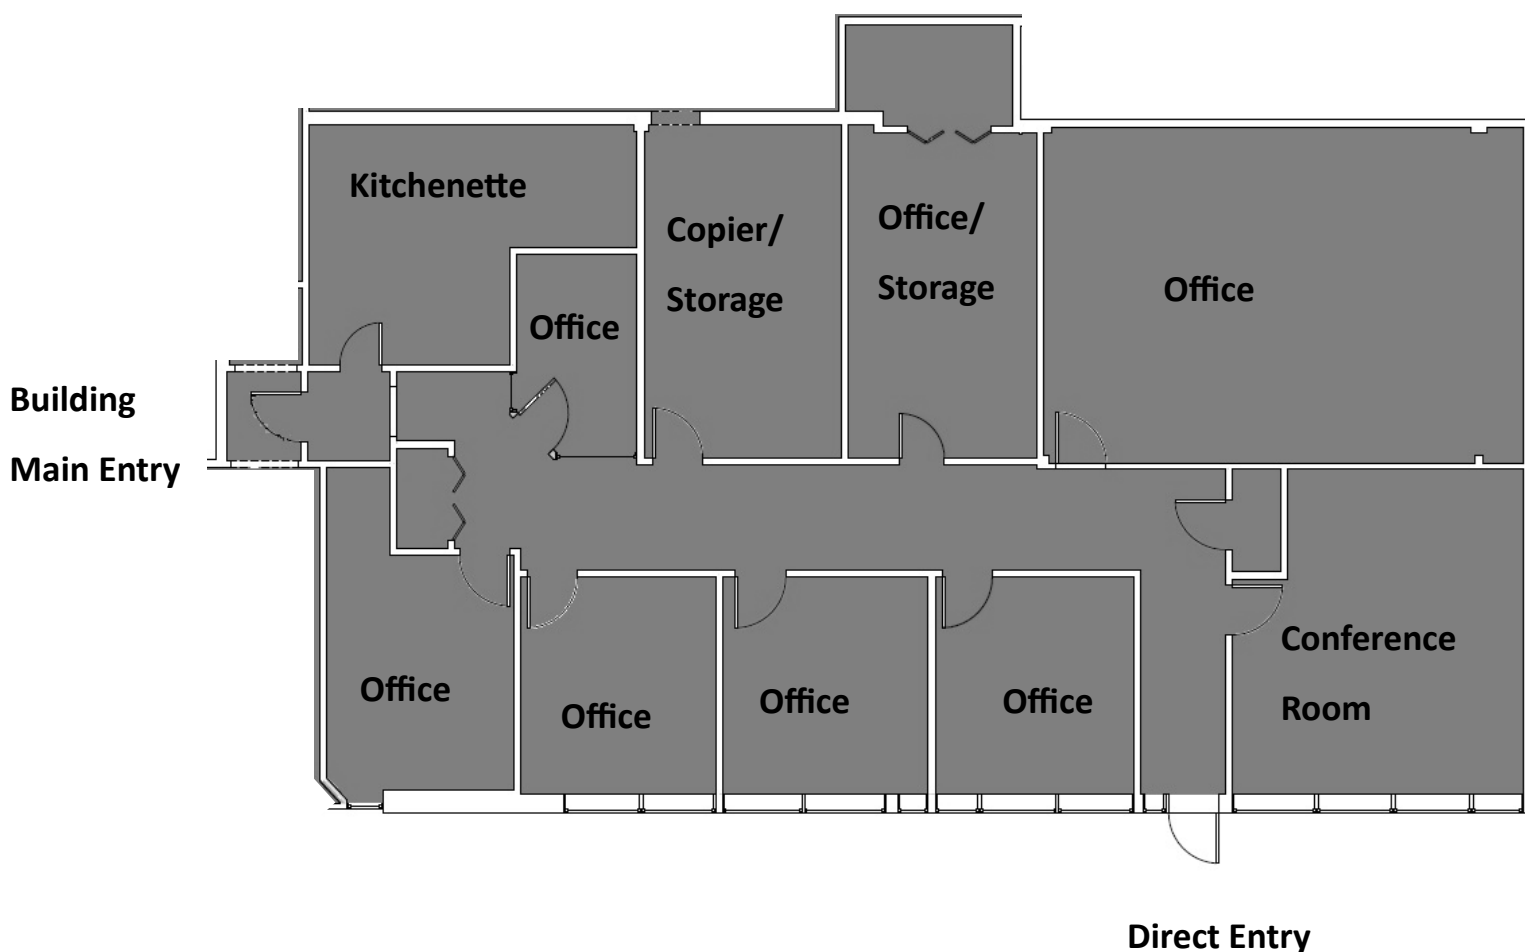 Kitchenette
Copier/
Storage
Office/
Storage
Office
Office
Building
Main Entry
Office
Office
Office
Office
Conference
Room
Direct Entry